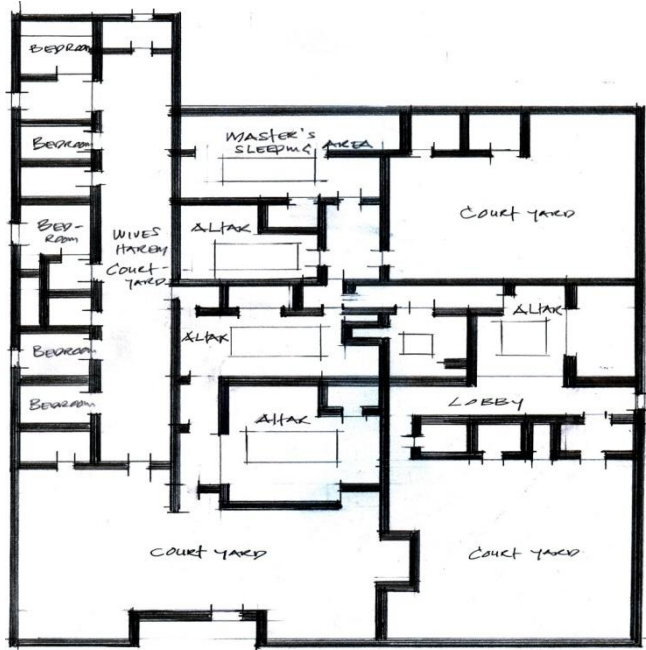 BEDROOM
BEDROOM
BED-
ROOM
BEDROOM
BEDROOM
WIVES
HAREM
COURT-
YARD
MASTER'S
SLEEPING AREA
COURT YARD
ALTAR
ALTAR
ALTAR
ALTAR
LOBBY
COURT YARD
COURT YARD